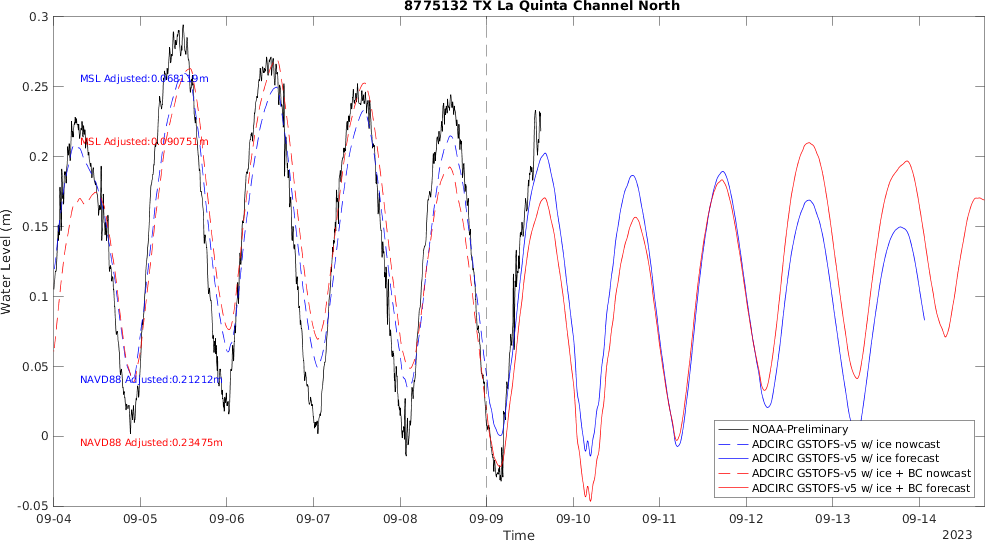 8775132 TX La Quinta Channel North
0.3
0.25
0.2
0.15
0.1
0.05
0
-0.05
Water Level (m)
MSL Adjusted:0.068119m
MSL Adjusted:0.090751m
NAVD88 Adjusted:0.21212m
NAVD88 Adjusted:0.23475m
NOAA-Preliminary
ADCIRC GSTOFS-v5 w/ ice nowcast
ADCIRC GSTOFS-v5 w/ ice forecast
ADCIRC GSTOFS-v5 w/ ice + BC nowcast
ADCIRC GSTOFS-v5 w/ ice + BC forecast
09-04 09-05 09-06 09-07 09-08 09-09 09-10 09-11 09-12 09-13 09-14
Time
2023